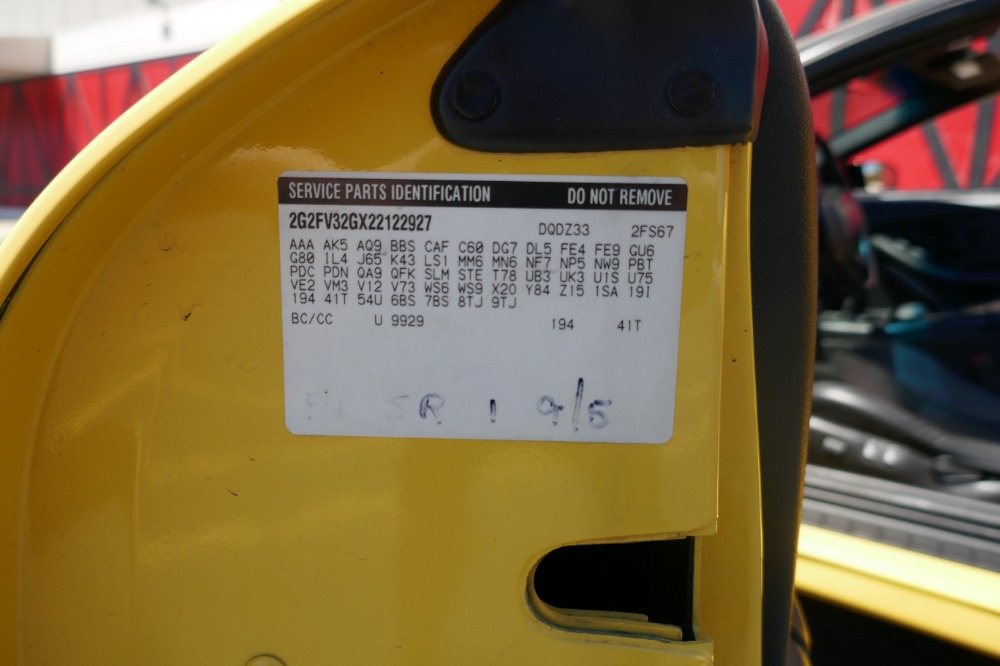 SERVICE PARTS IDENTIFICATION DO NOT REMOVE
2G2FV32GX22122927 DQDZ33 2FS67
AAA AK5 AQ9 BBS CAF C60 DG7 DL5 FE4 FE9 GU6
G80 IL4 J65 K43 LS1 MM6 MN6 NF7 NP5 NW9 PBT
PDC PDN QA9 QFK SLM STE T78 UB3 UK3 U1S U75
VE2 VM3 V12 V73 WS6 WS9 X20 Y84 Z15 1SA 19I
194 41T 54U 6BS 7BS 8TJ 9TJ
BC/CC U 9929 194 41T
SR 1 9/5